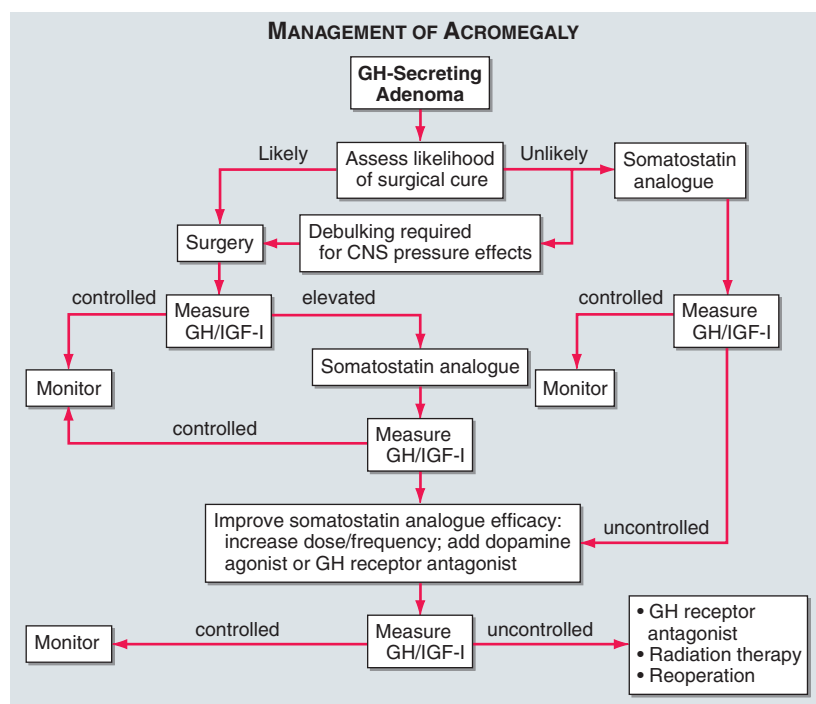 MANAGEMENT OF ACROMEGALY
GH-Secreting
Adenoma
Likely
Assess likelihood
of surgical cure
Unlikely
Somatostatin
analogue
Surgery
Debulking required
for CNS pressure effects
controlled
Measure
GH/IGF-I
elevated
controlled
Measure
GH/IGF-I
Somatostatin analogue
Monitor
Monitor
controlled
Measure
GH/IGF-I
Improve somatostatin analogue efficacy:
increase dose/frequency; add dopamine
agonist or GH receptor antagonist
uncontrolled
Monitor
controlled
Measure
GH/IGF-I
uncontrolled
• GH receptor
antagonist
• Radiation therapy
• Reoperation